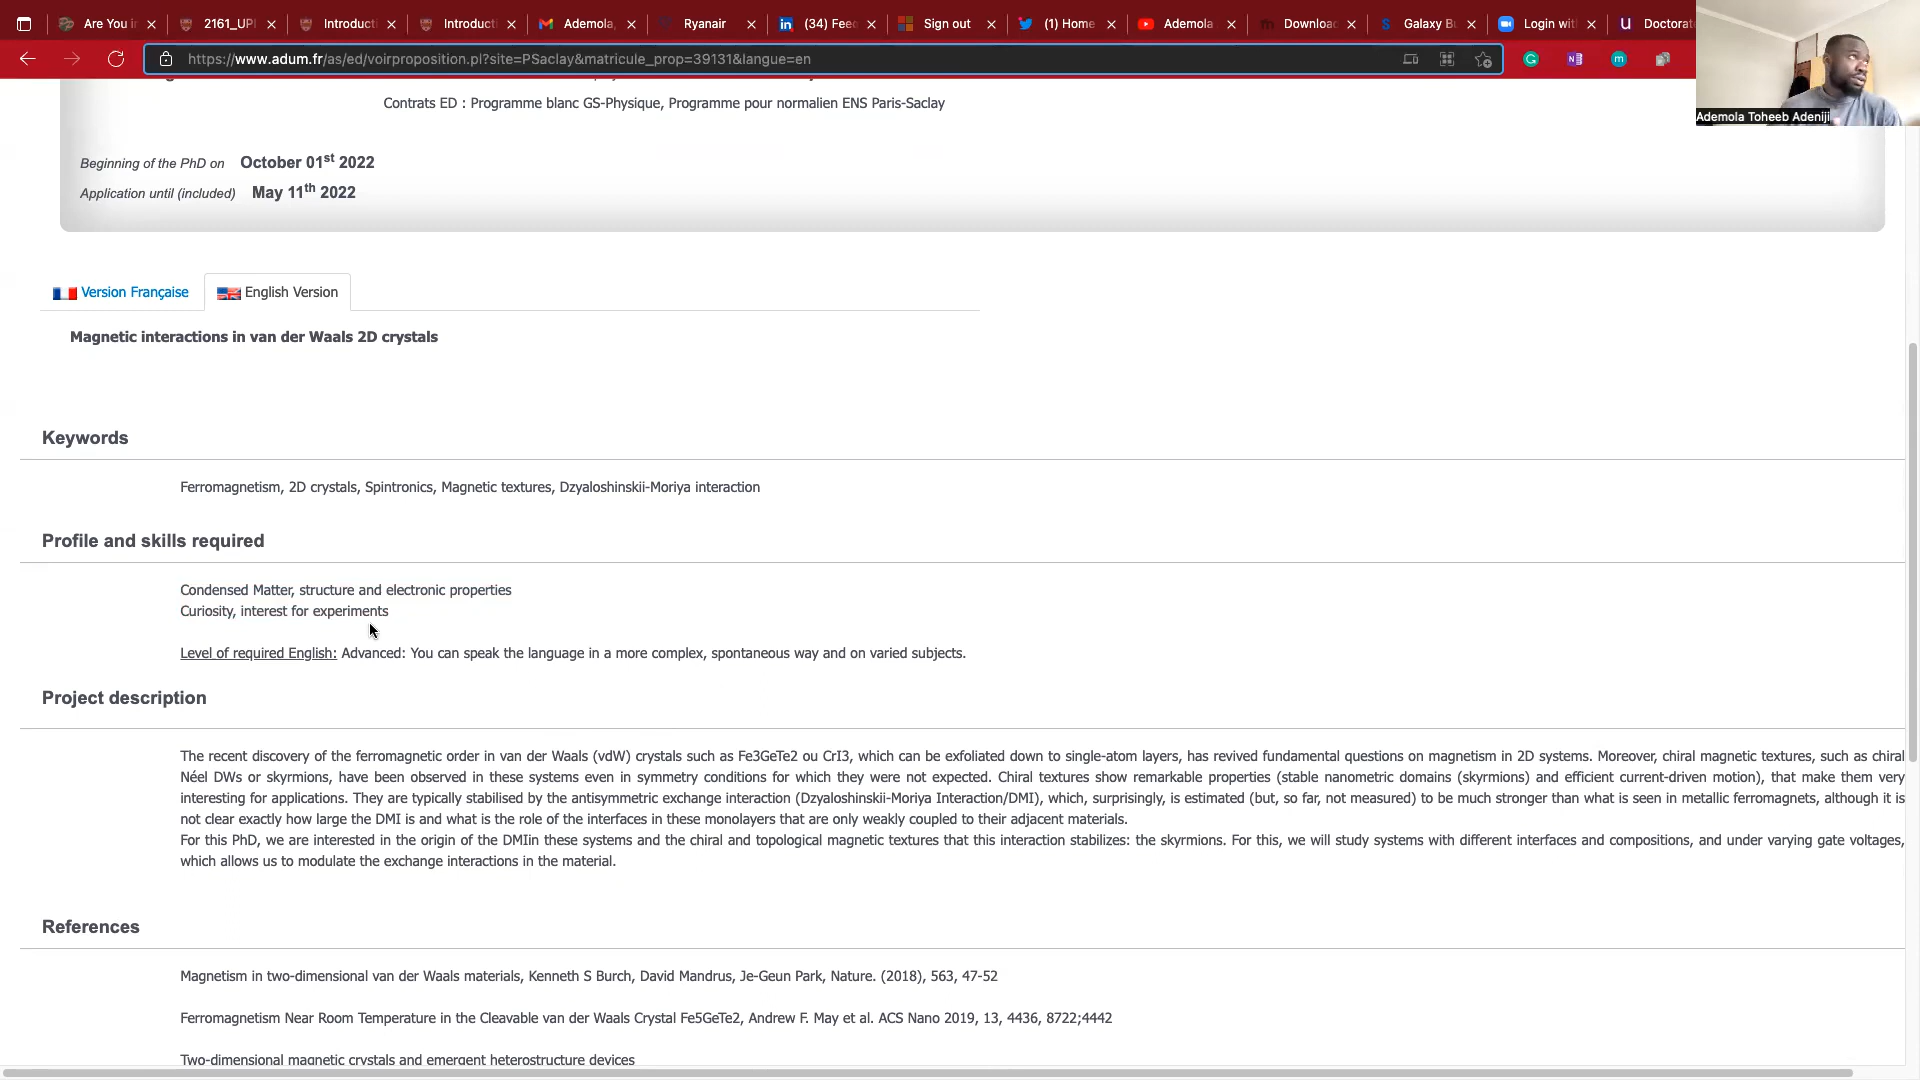 Are You i
2161_UPI
Introducti
Introducti
Ademola,
Ryanair
(34) Feed
Sign out
(1) Home
Ademola
Downloac
Galaxy Bu
Login wit
Doctorat
https://www.adum.fr/as/ed/voirproposition.pl?site=PSaclay&matricule_prop=39131&langue=en
Ademola Toheeb Adeniji
Contrats ED : Programme blanc GS-Physique, Programme pour normalien ENS Paris-Saclay
Beginning of the PhD on October 01st 2022
Application until (included) May 11th 2022
Version Française English Version
Magnetic interactions in van der Waals 2D crystals
Keywords
Ferromagnetism, 2D crystals, Spintronics, Magnetic textures, Dzyaloshinskii-Moriya interaction
Profile and skills required
Condensed Matter, structure and electronic properties
Curiosity, interest for experiments
Level of required English: Advanced: You can speak the language in a more complex, spontaneous way and on varied subjects.
Project description
The recent discovery of the ferromagnetic order in van der Waals (vdW) crystals such as Fe3GeTe2 ou CrI3, which can be exfoliated down to single-atom layers, has revived fundamental questions on magnetism in 2D systems. Moreover, chiral magnetic textures, such as chiral
Néel DWs or skyrmions, have been observed in these systems even in symmetry conditions for which they were not expected. Chiral textures show remarkable properties (stable nanometric domains (skyrmions) and efficient current-driven motion), that make them very
interesting for applications. They are typically stabilised by the antisymmetric exchange interaction (Dzyaloshinskii-Moriya Interaction/DMI), which, surprisingly, is estimated (but, so far, not measured) to be much stronger than what is seen in metallic ferromagnets, although it is
not clear exactly how large the DMI is and what is the role of the interfaces in these monolayers that are only weakly coupled to their adjacent materials.
For this PhD, we are interested in the origin of the DMIin these systems and the chiral and topological magnetic textures that this interaction stabilizes: the skyrmions. For this, we will study systems with different interfaces and compositions, and under varying gate voltages,
which allows us to modulate the exchange interactions in the material.
References
Magnetism in two-dimensional van der Waals materials, Kenneth S Burch, David Mandrus, Je-Geun Park, Nature. (2018), 563, 47-52
Ferromagnetism Near Room Temperature in the Cleavable van der Waals Crystal Fe5GeTe2, Andrew F. May et al. ACS Nano 2019, 13, 4436, 8722;4442
Two-dimensional magnetic crystals and emergent heterostructure devices